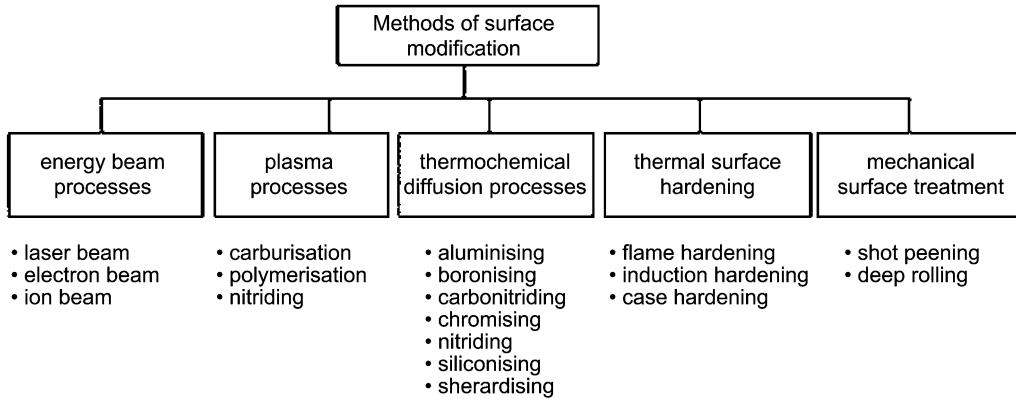 Methods of surface
modification
energy beam
processes
plasma
processes
thermochemical
diffusion processes
thermal surface
hardening
mechanical
surface treatment
• laser beam
• electron beam
• ion beam
• carburisation
• polymerisation
• nitriding
• aluminising
• boronising
• carbonitriding
• chromising
• nitriding
• siliconising
• sherardising
• flame hardening
• induction hardening
• case hardening
• shot peening
• deep rolling